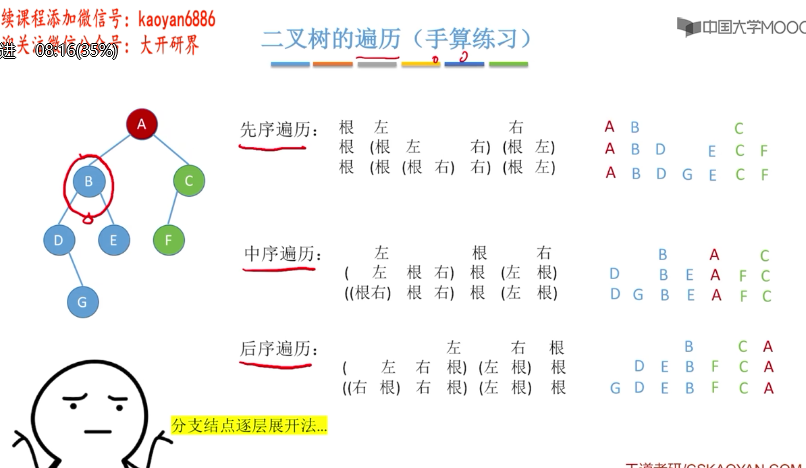 续课程添加微信号：kaoyan6886
迎关注微信公众号：大开研界
进 08:16(35%)
中国大学MOOC
二叉树的遍历（手算练习）
A
B
C
D
E
F
G
先序遍历： 根 左 右 A B C
根 (根 左 右) (根 左) A B D E C F
根 (根 (根 右) 右) (根 左) A B D G E C F
中序遍历： 左 根 右 B A C
( 左 根 右) 根 (左 根) D B E A F C
((根右) 根 右) 根 (左 根) D G B E A F C
后序遍历： 左 右 根 B C A
( 左 右 根) (左 根) 根 D E B F C A
((右 根) 右 根) (左 根) 根 G D E B F C A
分支结点逐层展开法...
王道考研/CSKAOYAN.COM